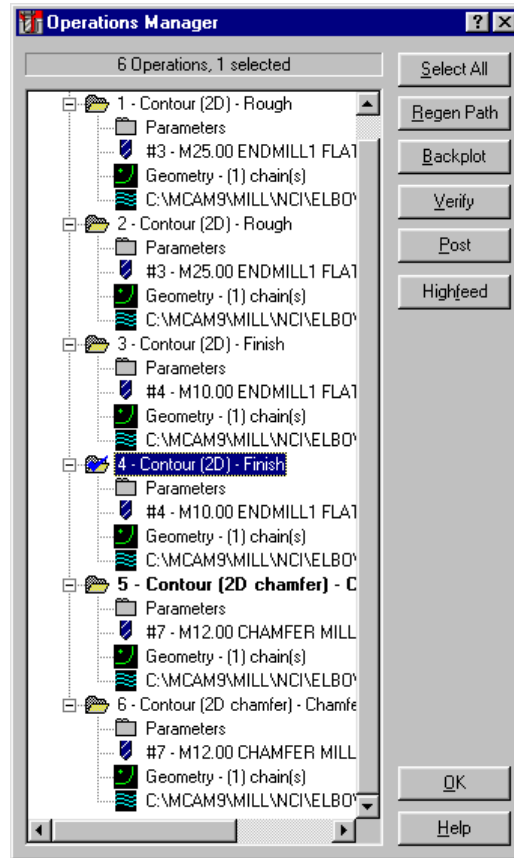 Operations Manager
6 Operations, 1 selected
1 - Contour (2D) - Rough
Parameters
#3 - M25.00 ENDMILL1 FLAT
Geometry - (1) chain(s)
C:\MCAM9\MILL\NCI\ELBO
2 - Contour (2D) - Rough
Parameters
#3 - M25.00 ENDMILL1 FLAT
Geometry - (1) chain(s)
C:\MCAM9\MILL\NCI\ELBO
3 - Contour (2D) - Finish
Parameters
#4 - M10.00 ENDMILL1 FLAT
Geometry - (1) chain(s)
C:\MCAM9\MILL\NCI\ELBO
4 - Contour (2D) - Finish
Parameters
#4 - M10.00 ENDMILL1 FLAT
Geometry - (1) chain(s)
C:\MCAM9\MILL\NCI\ELBO
5 - Contour (2D chamfer) - C
Parameters
#7 - M12.00 CHAMFER MILL
Geometry - (1) chain(s)
C:\MCAM9\MILL\NCI\ELBO
6 - Contour (2D chamfer) - Chamfe
Parameters
#7 - M12.00 CHAMFER MILL
Geometry - (1) chain(s)
C:\MCAM9\MILL\NCI\ELBO
Select All
Regen Path
Backplot
Verify
Post
Highfeed
OK
Help